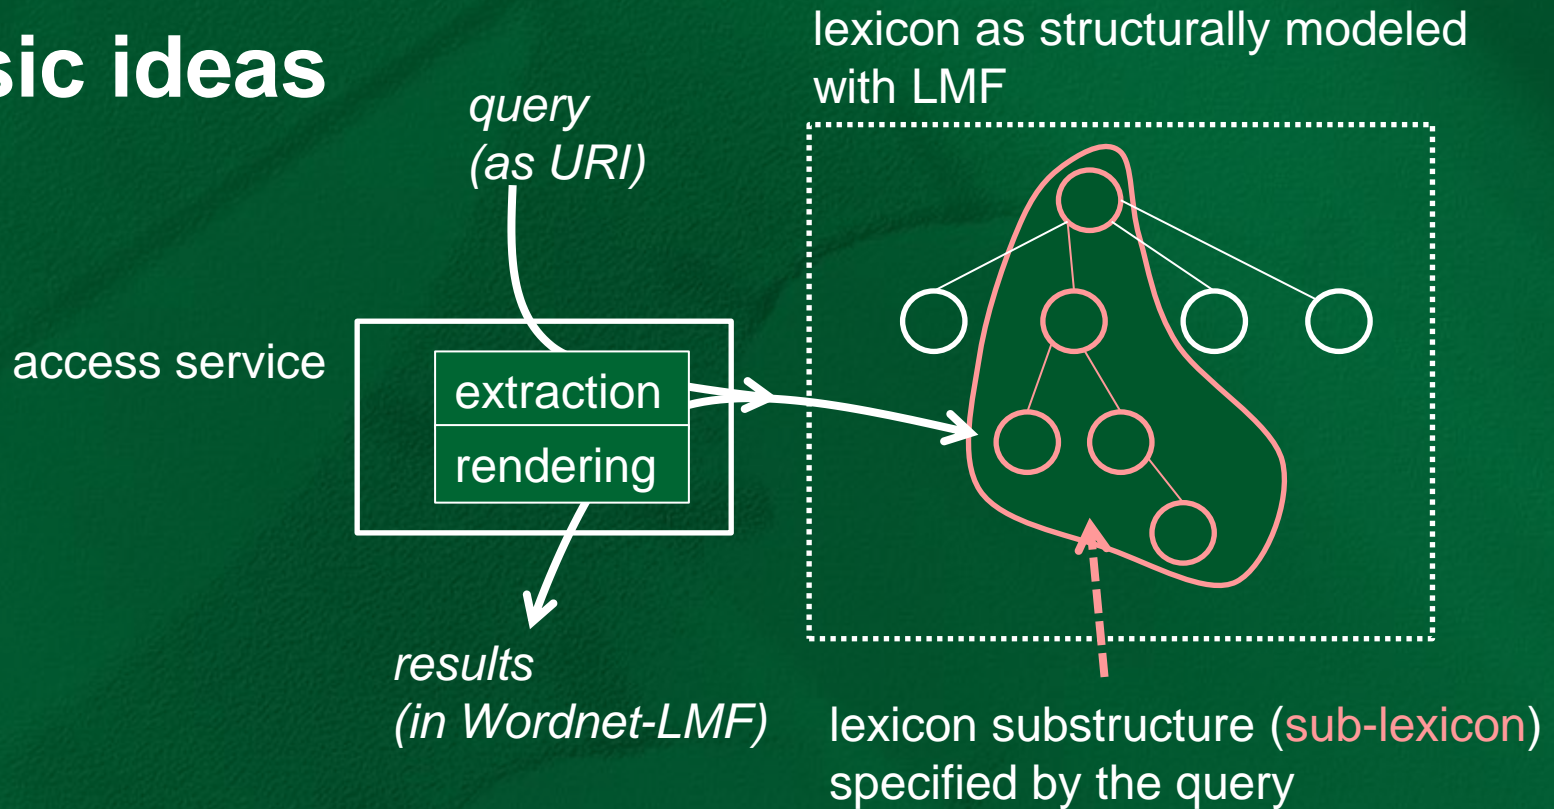 sic ideas
query
(as URI)
lexicon as structurally modeled
with LMF
access service
extraction
rendering
results
(in Wordnet-LMF)
lexicon substructure (sub-lexicon)
specified by the query